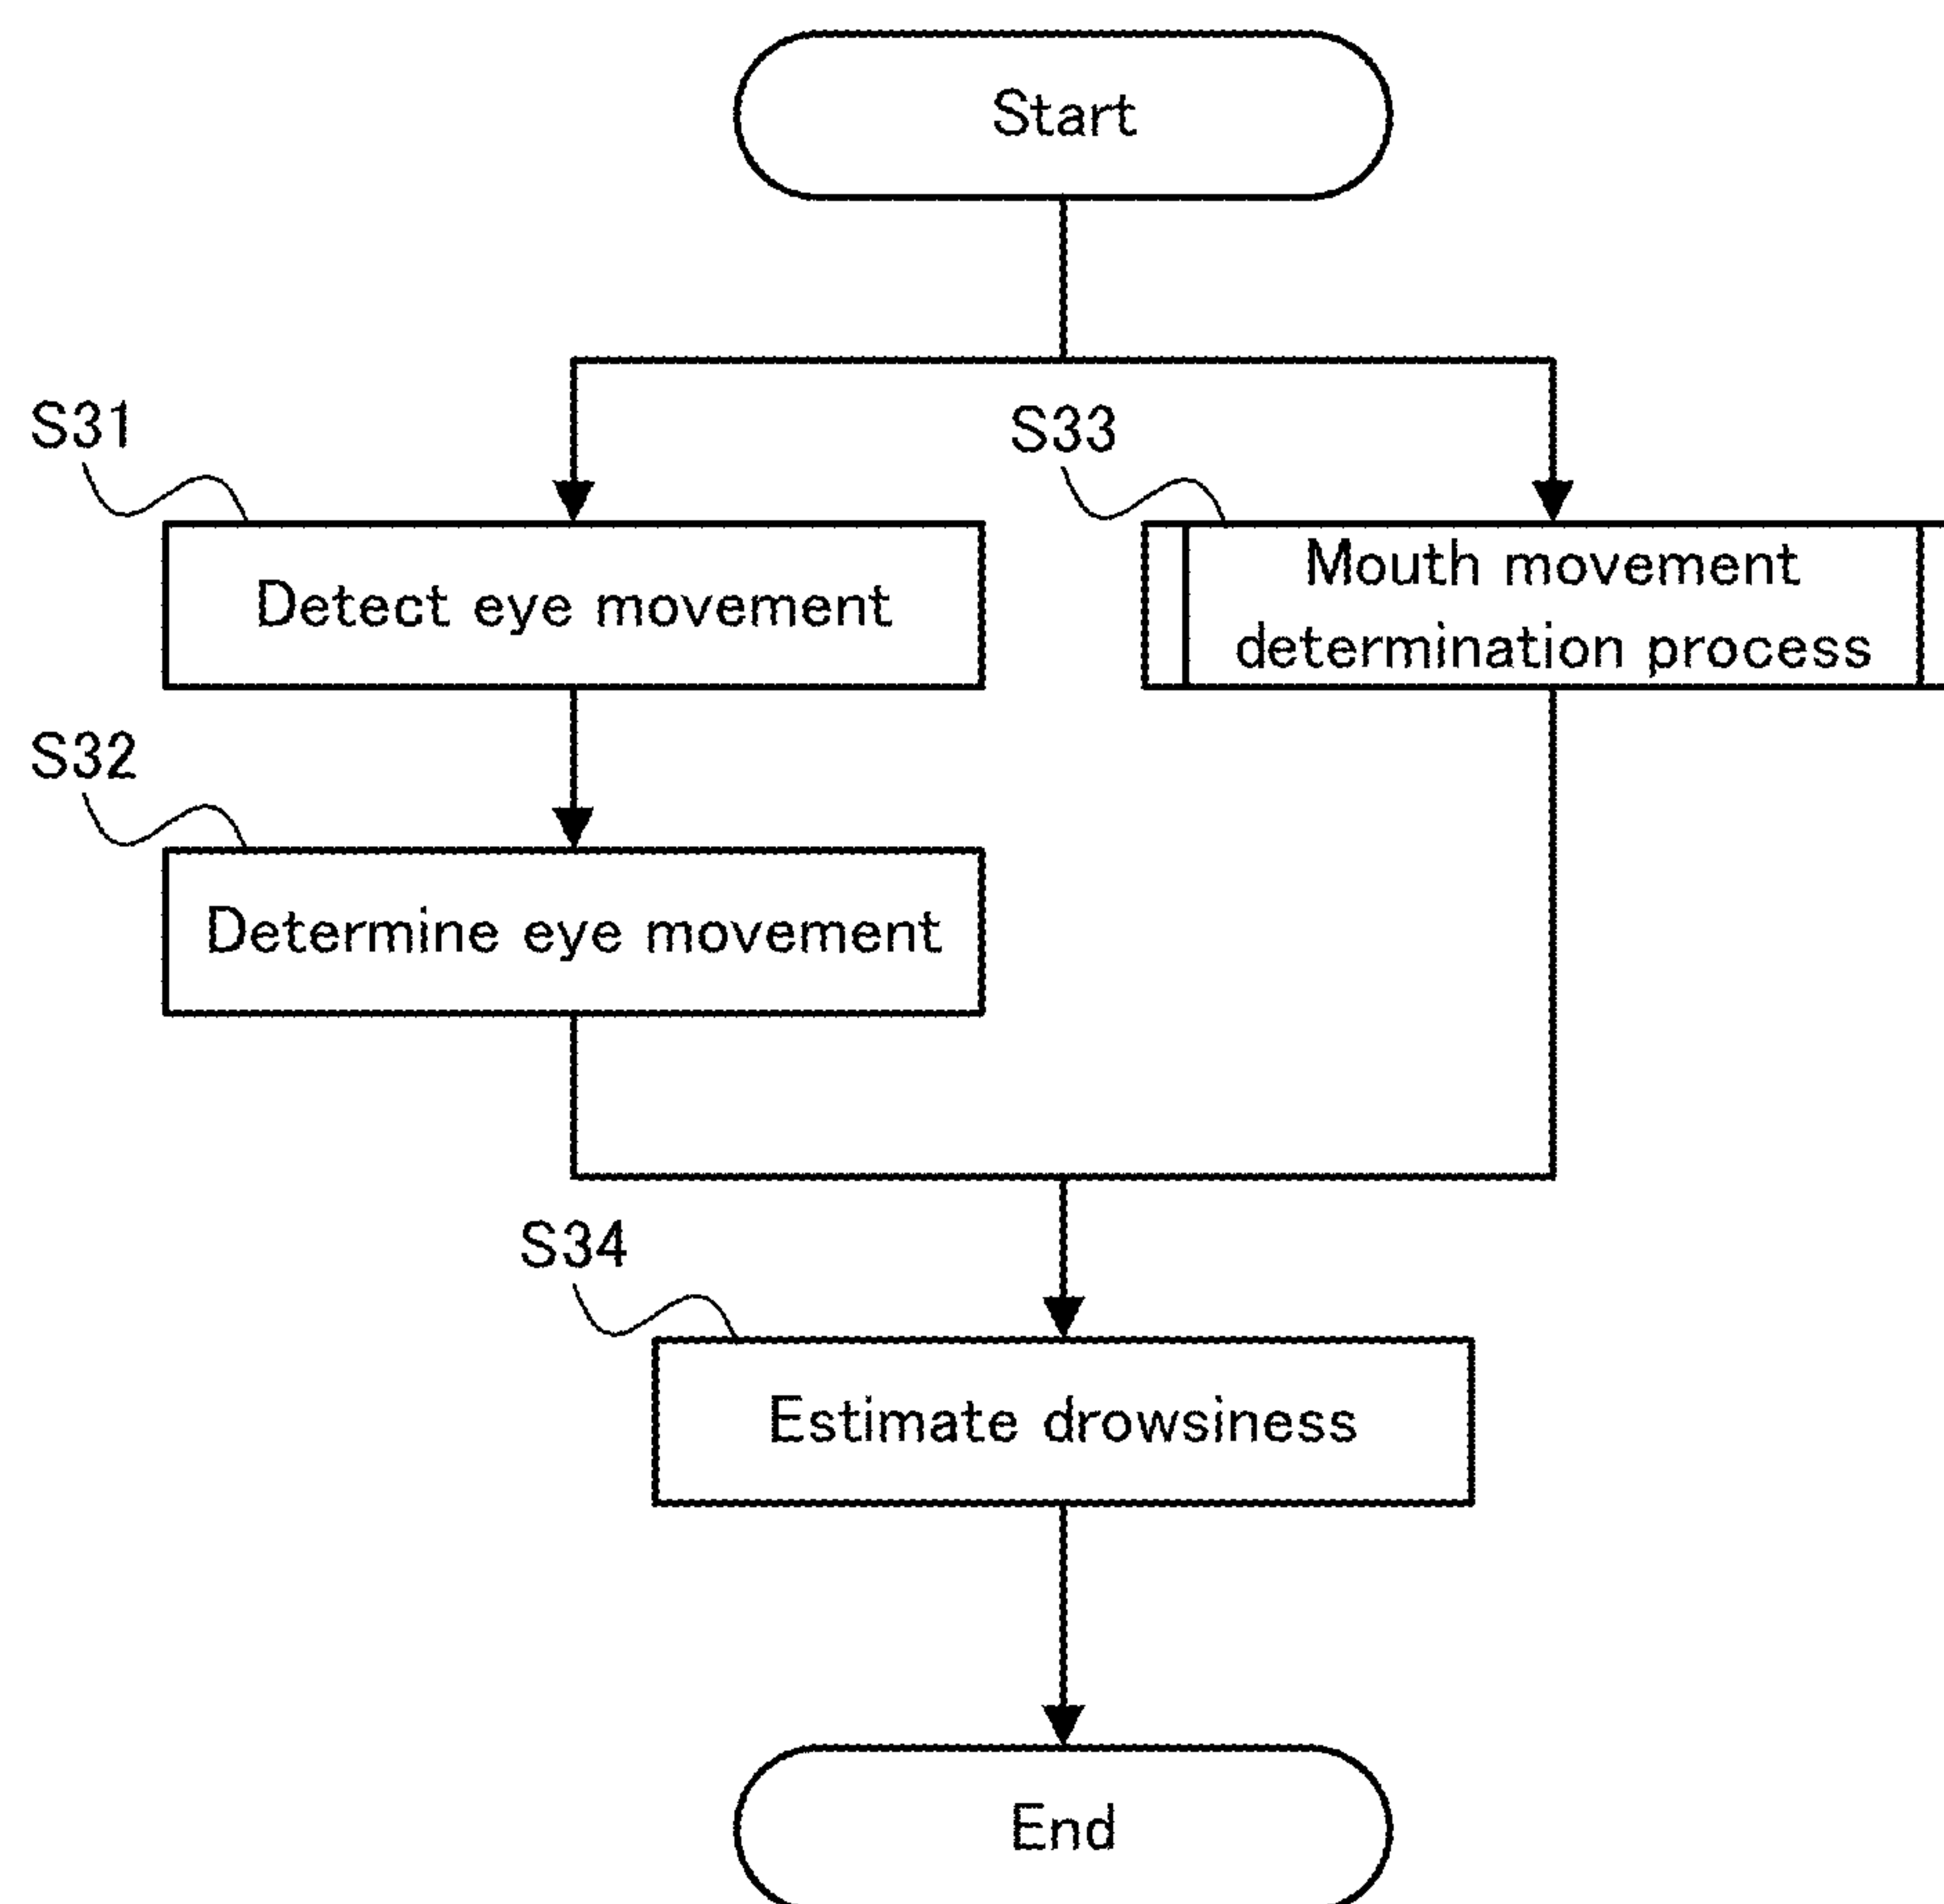 Start
S31
S33
Detect eye movement
Mouth movement
determination process
S32
Determine eye movement
S34
Estimate drowsiness
End